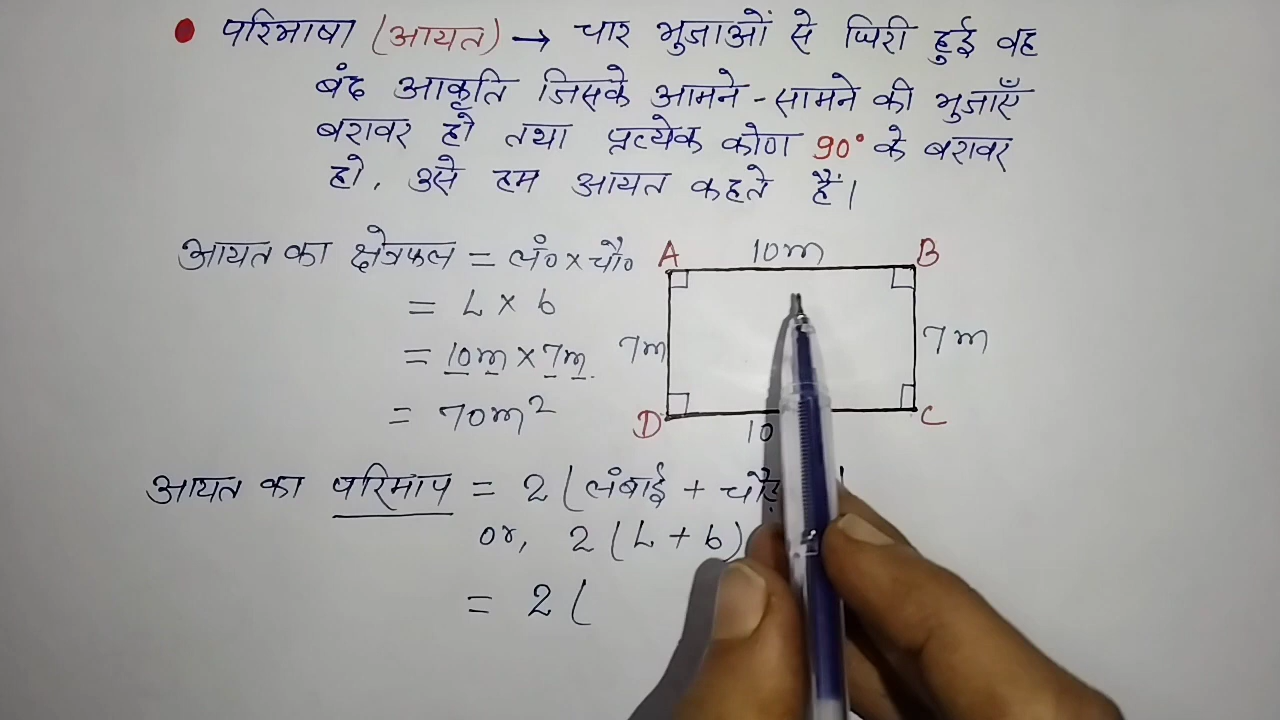 • परिभाषा (आयत) → चार भुजाओं से घिरी हुई वह
बंद आकृति जिसके आमने-सामने की भुजाएँ
बराबर हों तथा प्रत्येक कोण 90° के बराबर
हो, उसे हम आयत कहते हैं।
आयत का क्षेत्रफल = लं० × चौ०
= L × b
= 10m × 7m
= 70m²
A 10m B
7m 7m
D 10 C
आयत का परिमाप = 2 (लंबाई +
or, 2 (L + b)
= 2 (